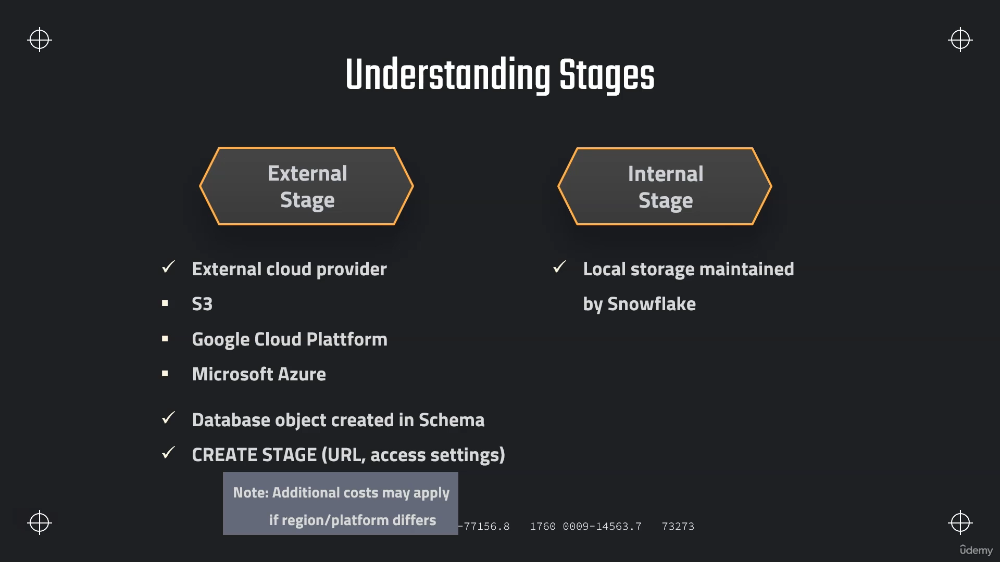 Understanding Stages
External
Stage
Internal
Stage
✓ External cloud provider
▪ S3
▪ Google Cloud Plattform
▪ Microsoft Azure
✓ Database object created in Schema
✓ CREATE STAGE (URL, access settings)
✓ Local storage maintained
by Snowflake
Note: Additional costs may apply
if region/platform differs
-77156.8 1760 0009-14563.7 73273
ûdemy